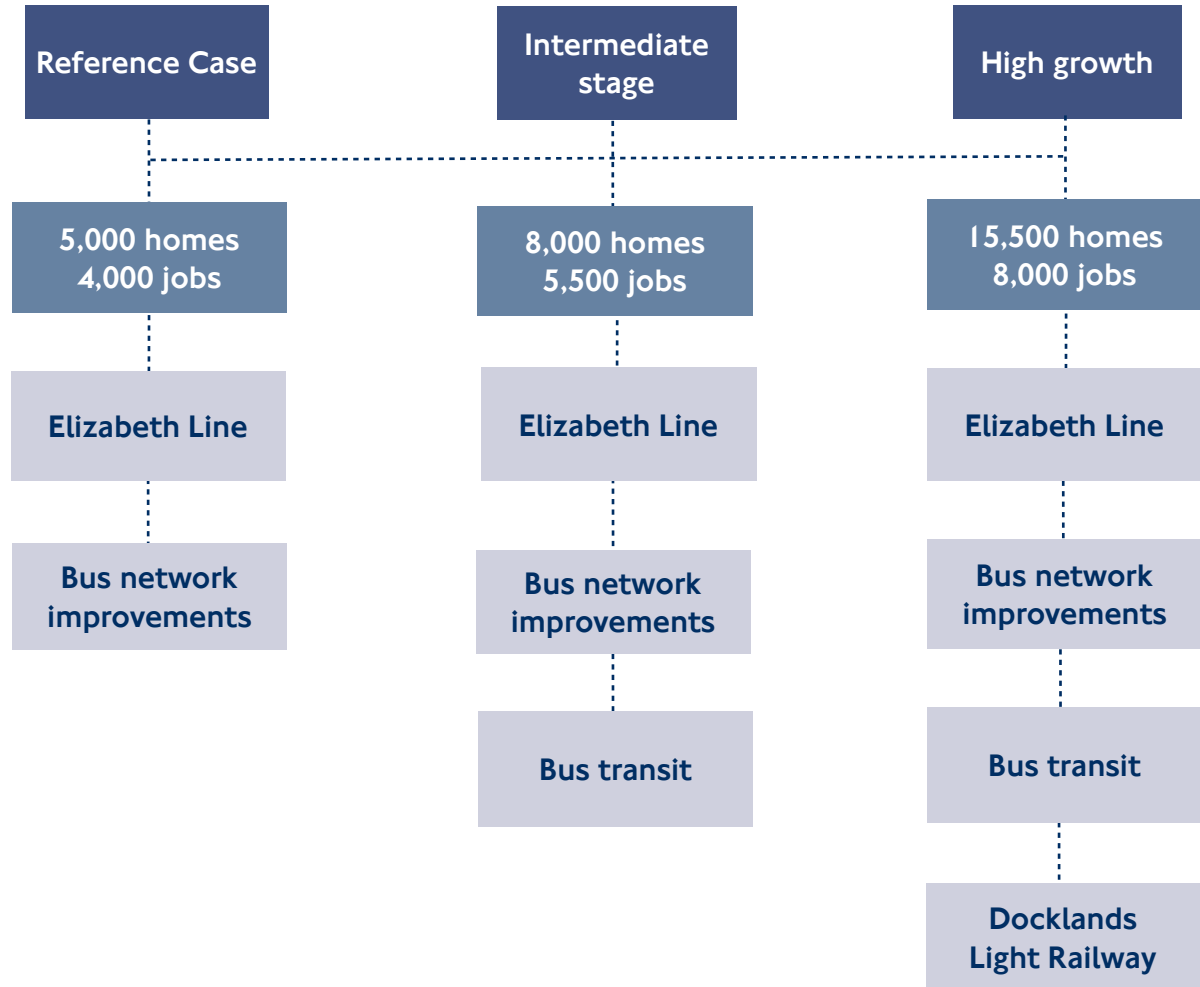 Reference Case
5,000 homes
4,000 jobs
Elizabeth Line
Bus network
improvements
Intermediate
stage
8,000 homes
5,500 jobs
Elizabeth Line
Bus network
improvements
Bus transit
High growth
15,500 homes
8,000 jobs
Elizabeth Line
Bus network
improvements
Bus transit
Docklands
Light Railway